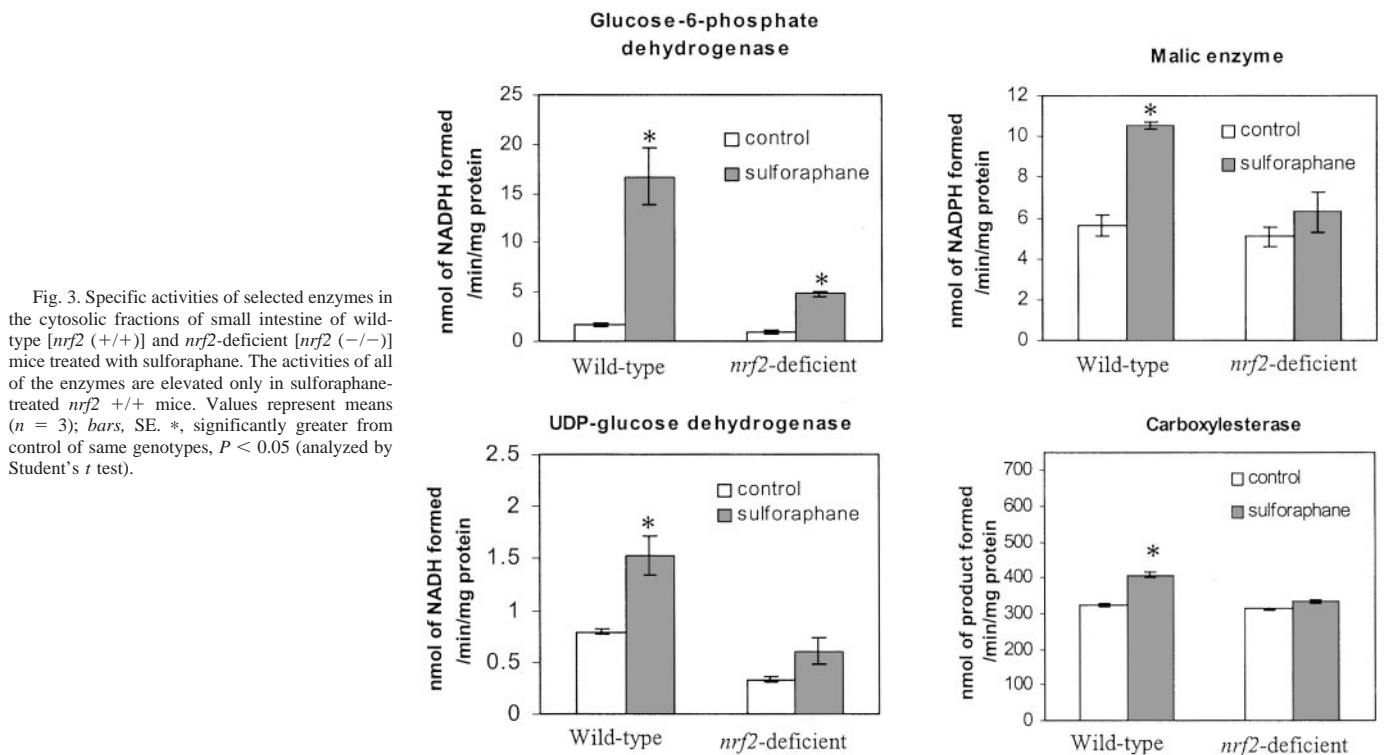 Fig. 3. Specific activities of selected enzymes in
the cytosolic fractions of small intestine of wild-
type [nrf2 (+/+)] and nrf2-deficient [nrf2 (−/−)]
mice treated with sulforaphane. The activities of all
of the enzymes are elevated only in sulforaphane-
treated nrf2 +/+ mice. Values represent means
(n = 3); bars, SE. *, significantly greater from
control of same genotypes, P < 0.05 (analyzed by
Student's t test).
Glucose-6-phosphate
dehydrogenase
nmol of NADPH formed
/min/mg protein
25
20
15
10
5
0
*
*
control
sulforaphane
Wild-type
nrf2-deficient
Malic enzyme
nmol of NADPH formed
/min/mg protein
12
10
8
6
4
2
0
*
control
sulforaphane
Wild-type
nrf2-deficient
UDP-glucose dehydrogenase
nmol of NADH formed
/min/mg protein
2.5
2
1.5
1
0.5
0
*
control
sulforaphane
Wild-type
nrf2-deficient
Carboxylesterase
nmol of product formed
/min/mg protein
700
600
500
400
300
200
100
0
*
control
sulforaphane
Wild-type
nrf2-deficient